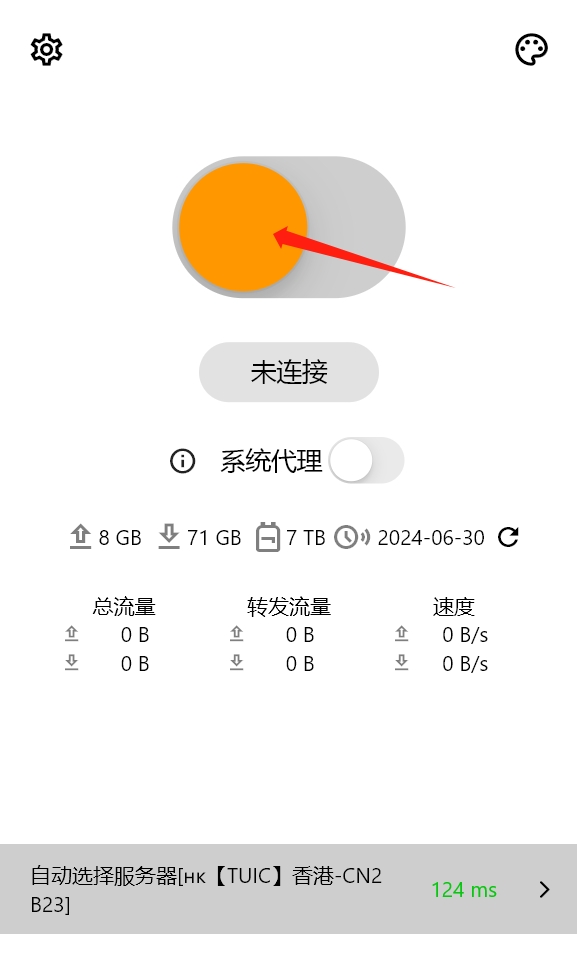 未连接
系统代理
8 GB 71 GB 7 TB 2024-06-30
总流量 转发流量 速度
0 B 0 B 0 B/s
0 B 0 B 0 B/s
自动选择服务器[нк【TUIC】香港-CN2 124 ms
B23]